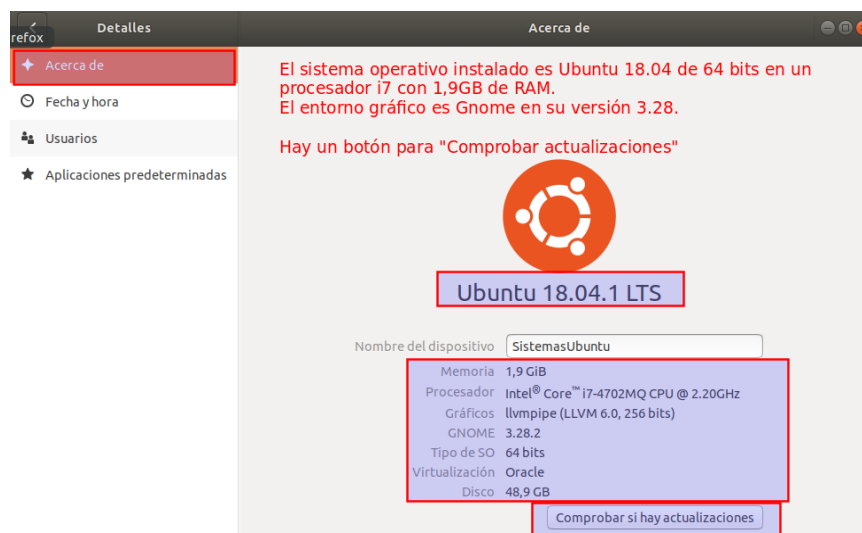 refox
Detalles
Acerca de
Acerca de
Fecha y hora
Usuarios
Aplicaciones predeterminadas
El sistema operativo instalado es Ubuntu 18.04 de 64 bits en un
procesador i7 con 1,9GB de RAM.
El entorno gráfico es Gnome en su versión 3.28.
Hay un botón para "Comprobar actualizaciones"
Ubuntu 18.04.1 LTS
Nombre del dispositivo SistemasUbuntu
Memoria 1,9 GiB
Procesador Intel® Core™ i7-4702MQ CPU @ 2.20GHz
Gráficos llvmpipe (LLVM 6.0, 256 bits)
GNOME 3.28.2
Tipo de SO 64 bits
Virtualización Oracle
Disco 48,9 GB
Comprobar si hay actualizaciones